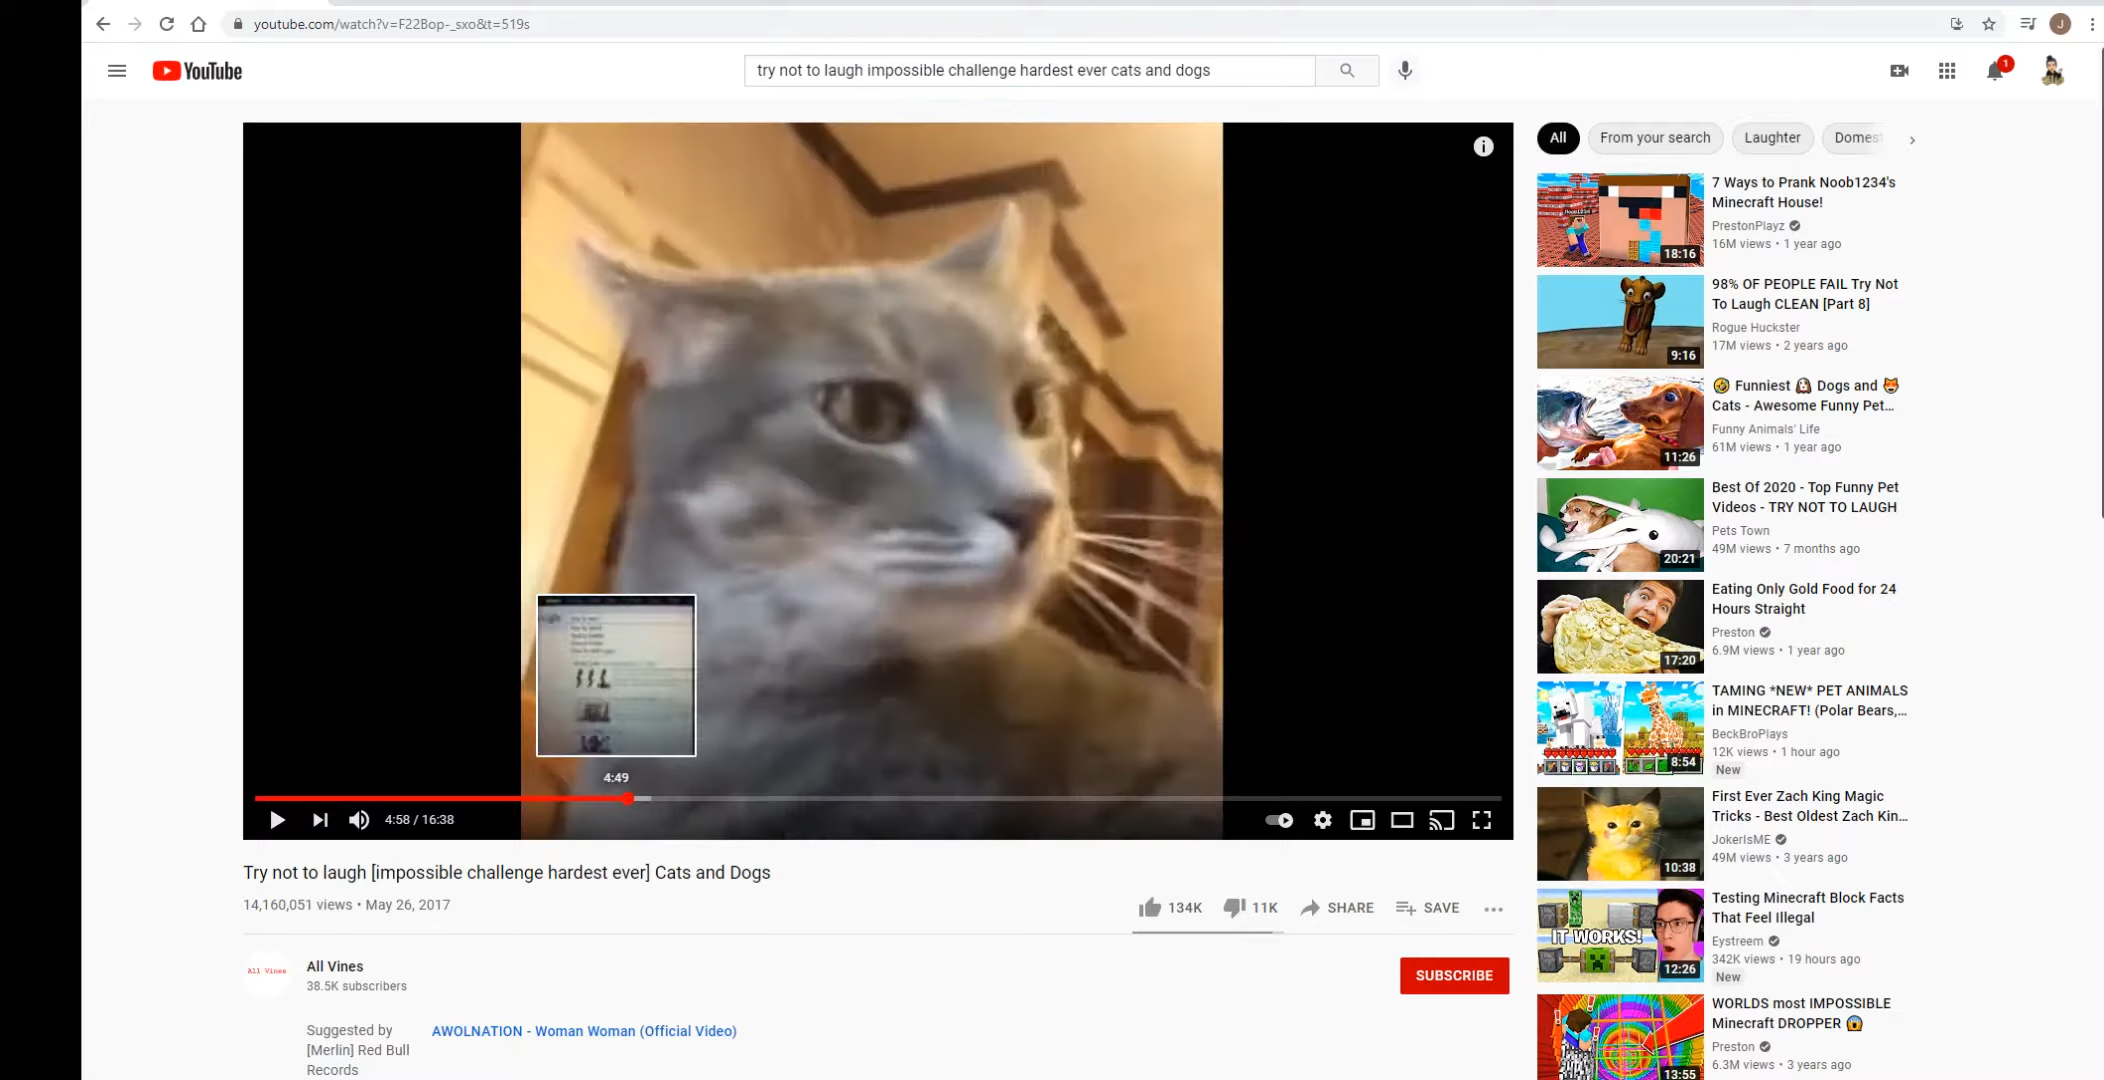 youtube.com/watch?v=F22Bop-_sxo&t=519s
J
YouTube
try not to laugh impossible challenge hardest ever cats and dogs
1
All
From your search
Laughter
Domest
4:49
4:58 / 16:38
Try not to laugh [impossible challenge hardest ever] Cats and Dogs
14,160,051 views • May 26, 2017
134K
11K
SHARE
SAVE
All Vines
All Vines
38.5K subscribers
SUBSCRIBE
Suggested by
[Merlin] Red Bull
Records
AWOLNATION - Woman Woman (Official Video)
18:16
7 Ways to Prank Noob1234's
Minecraft House!
PrestonPlayz
16M views • 1 year ago
9:16
98% OF PEOPLE FAIL Try Not
To Laugh CLEAN [Part 8]
Rogue Huckster
17M views • 2 years ago
11:26
🤣 Funniest 🐶 Dogs and 😻
Cats - Awesome Funny Pet...
Funny Animals' Life
61M views • 1 year ago
20:21
Best Of 2020 - Top Funny Pet
Videos - TRY NOT TO LAUGH
Pets Town
49M views • 7 months ago
17:20
Eating Only Gold Food for 24
Hours Straight
Preston
6.9M views • 1 year ago
8:54
TAMING *NEW* PET ANIMALS
in MINECRAFT! (Polar Bears,...
BeckBroPlays
12K views • 1 hour ago
New
10:38
First Ever Zach King Magic
Tricks - Best Oldest Zach Kin...
JokerIsME
49M views • 3 years ago
IT WORKS!
12:26
Testing Minecraft Block Facts
That Feel Illegal
Eystreem
342K views • 19 hours ago
New
13:55
WORLDS most IMPOSSIBLE
Minecraft DROPPER 😱
Preston
6.3M views • 3 years ago